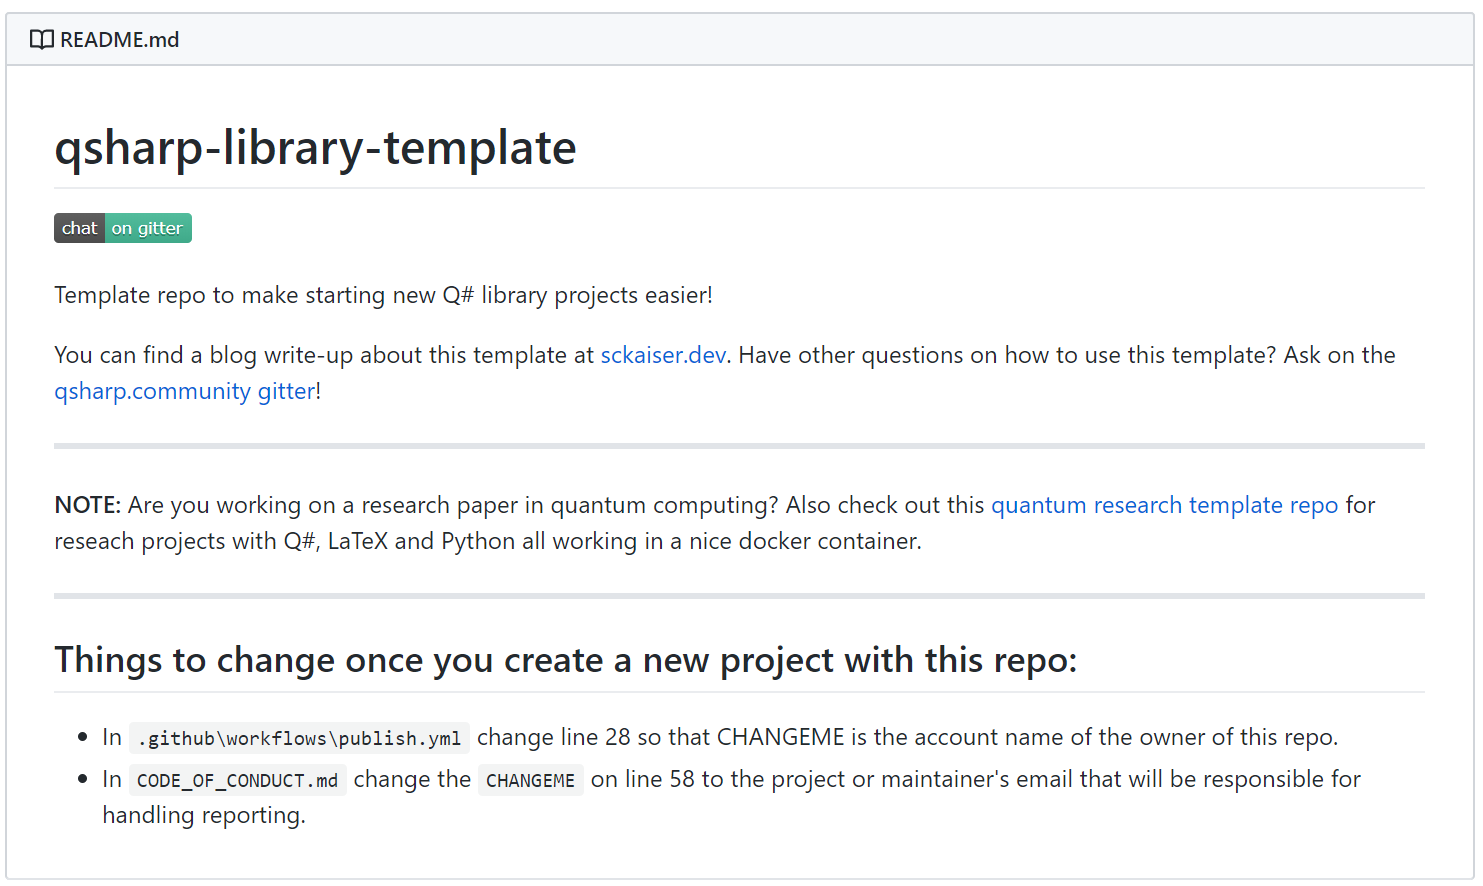 README.md
qsharp-library-template
chat on gitter
Template repo to make starting new Q# library projects easier!
You can find a blog write-up about this template at sckaiser.dev. Have other questions on how to use this template? Ask on the
qsharp.community gitter!
NOTE: Are you working on a research paper in quantum computing? Also check out this quantum research template repo for
reseach projects with Q#, LaTeX and Python all working in a nice docker container.
Things to change once you create a new project with this repo:
• In .github\workflows\publish.yml change line 28 so that CHANGEME is the account name of the owner of this repo.
• In CODE_OF_CONDUCT.md change the CHANGEME on line 58 to the project or maintainer's email that will be responsible for
handling reporting.